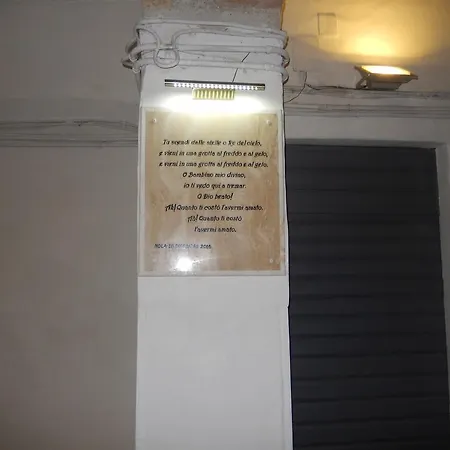 Tu scendi dalle stelle o Re del cielo,
e vieni in una grotta al freddo e al gelo,
e vieni in una grotta al freddo e al gelo.
O Bambino mio divino,
io ti vedo qui a tremar.
O Dio beato!
Ah! Quanto ti costò l'avermi amato.
Ah! Quanto ti costò
l'avermi amato.
NOLA